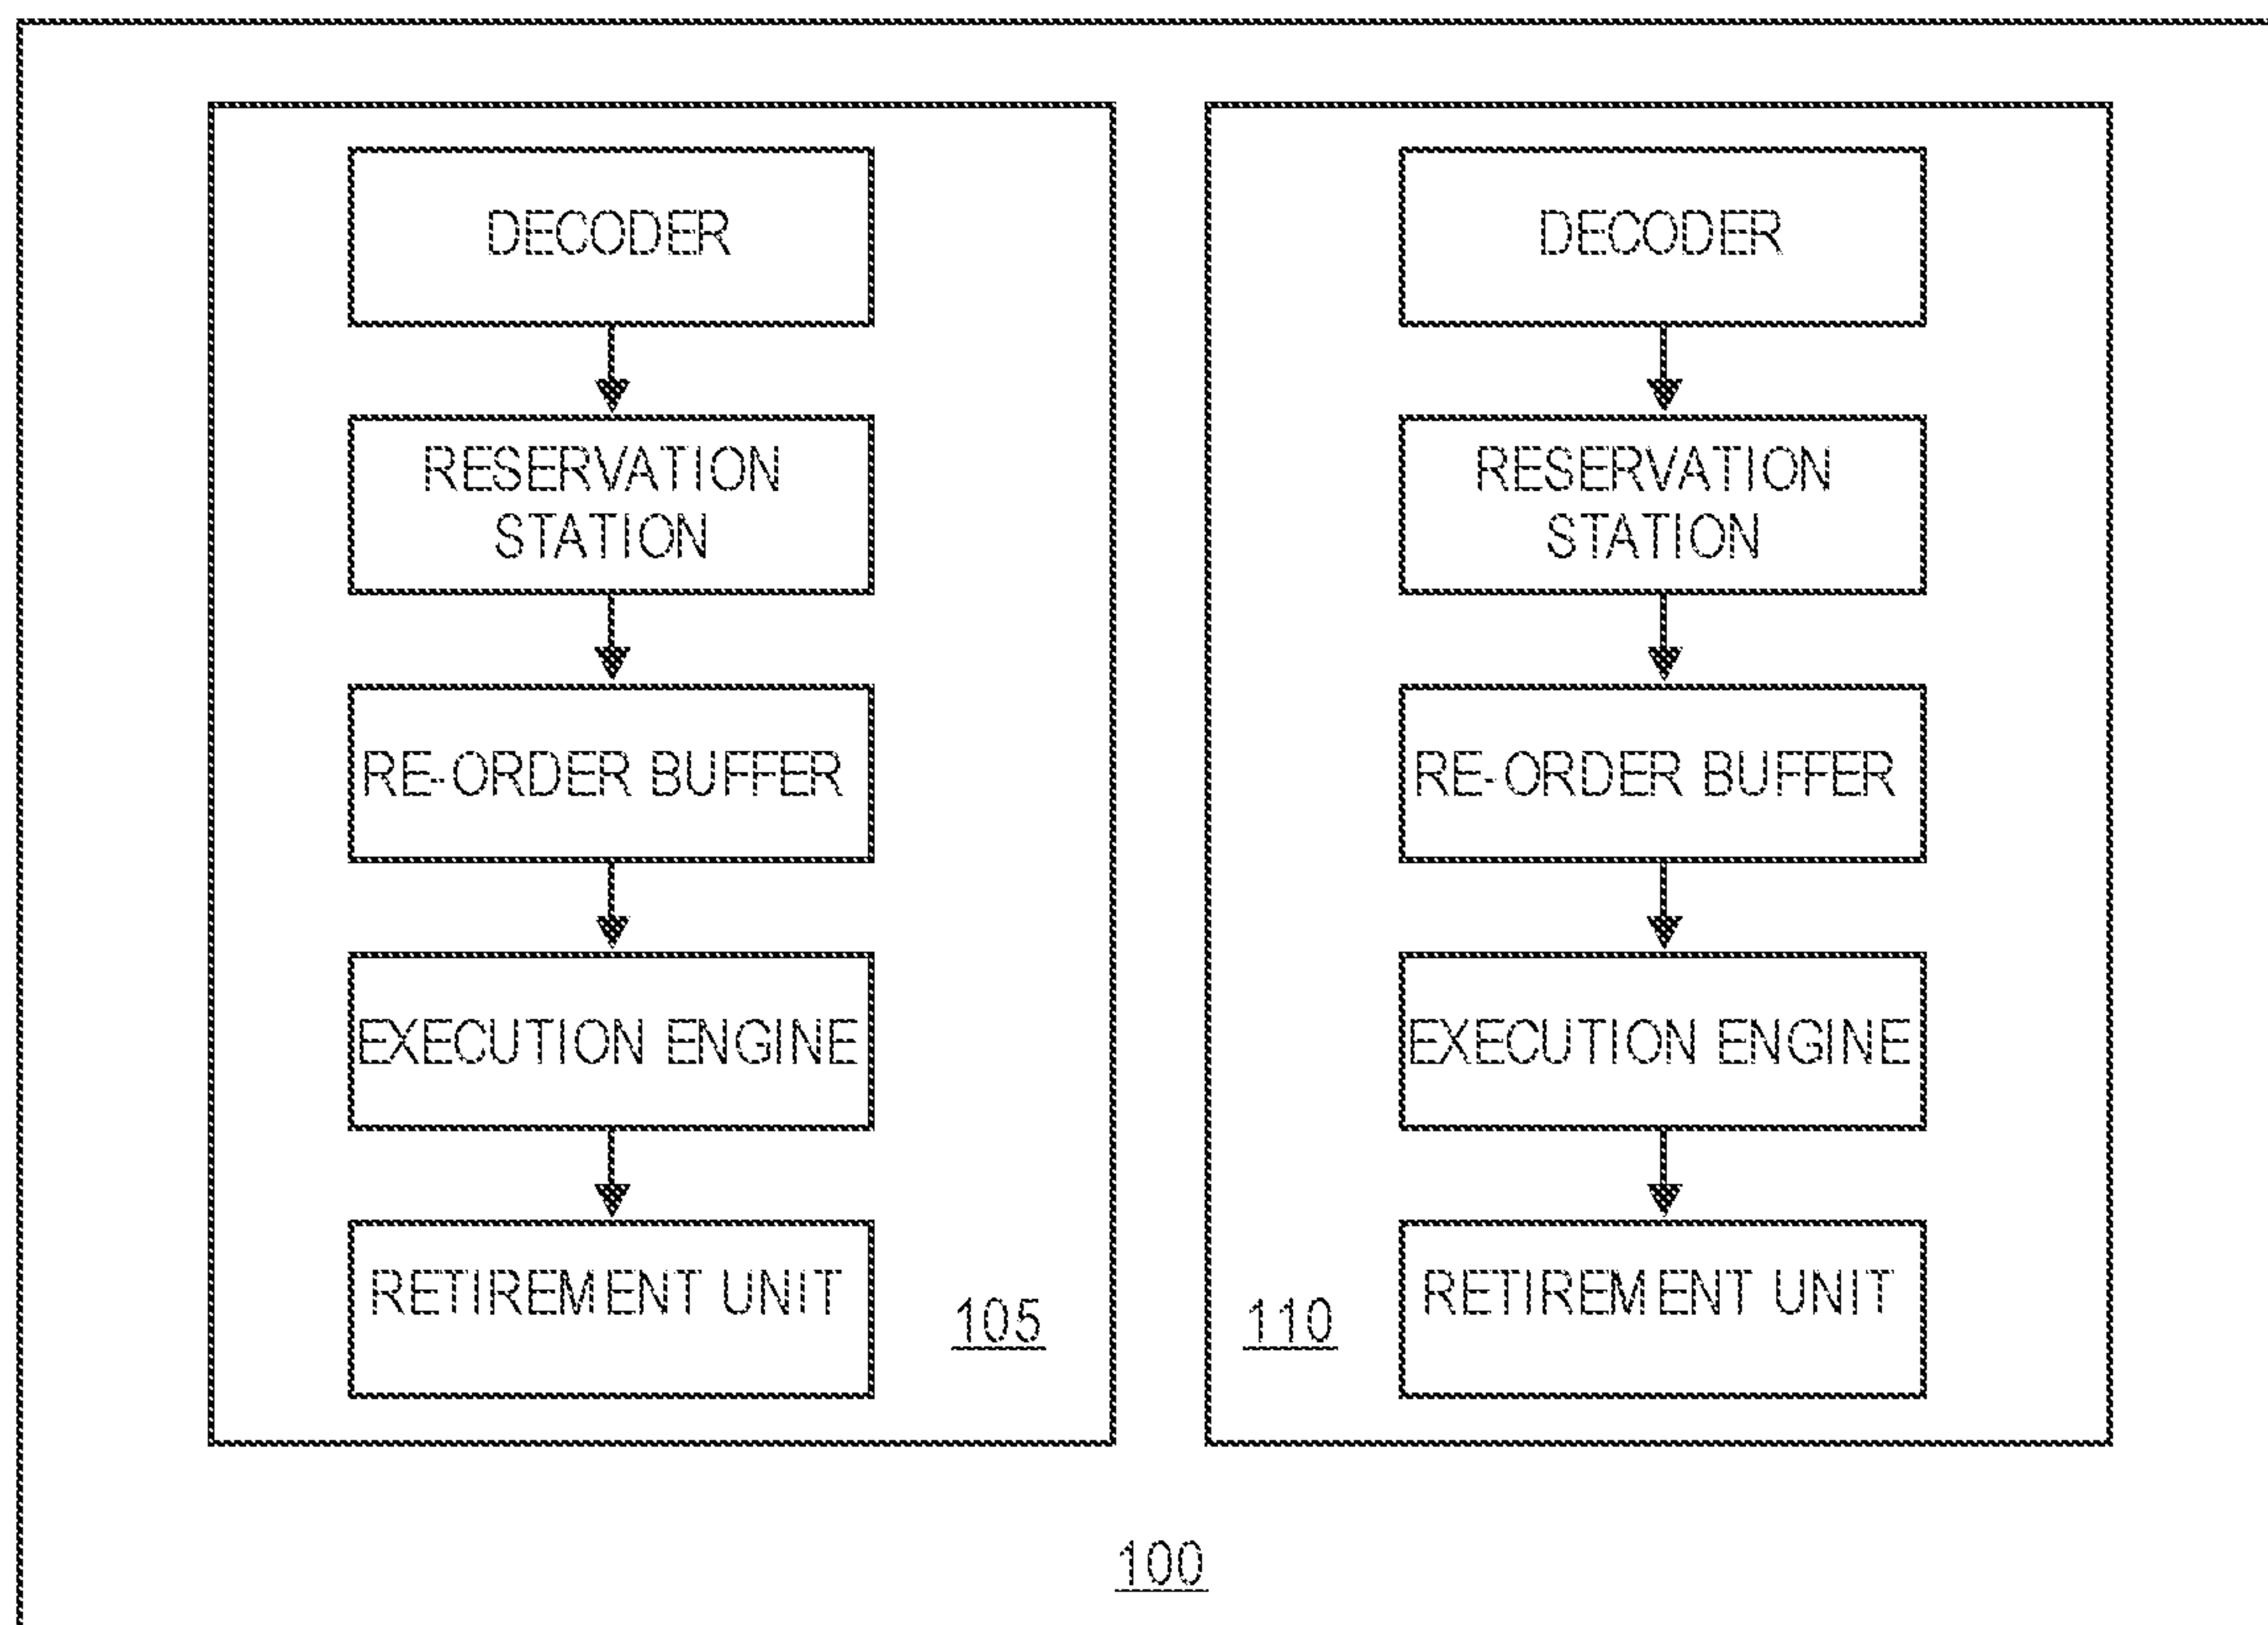 DECODER
RESERVATION
STATION
RE-ORDER BUFFER
EXECUTION ENGINE
RETIREMENT UNIT
105
DECODER
RESERVATION
STATION
RE-ORDER BUFFER
EXECUTION ENGINE
RETIREMENT UNIT
110
100